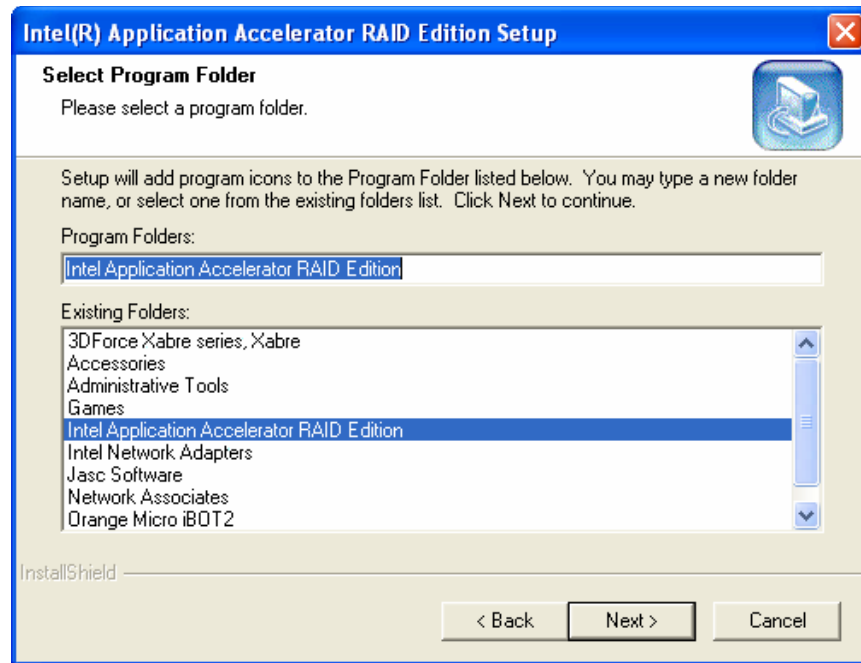 Intel(R) Application Accelerator RAID Edition Setup
Select Program Folder
Please select a program folder.
Setup will add program icons to the Program Folder listed below. You may type a new folder
name, or select one from the existing folders list. Click Next to continue.
Program Folders:
Intel Application Accelerator RAID Edition
Existing Folders:
3DForce Xabre series, Xabre
Accessories
Administrative Tools
Games
Intel Application Accelerator RAID Edition
Intel Network Adapters
Jasc Software
Network Associates
Orange Micro iBOT2
InstallShield
< Back
Next >
Cancel